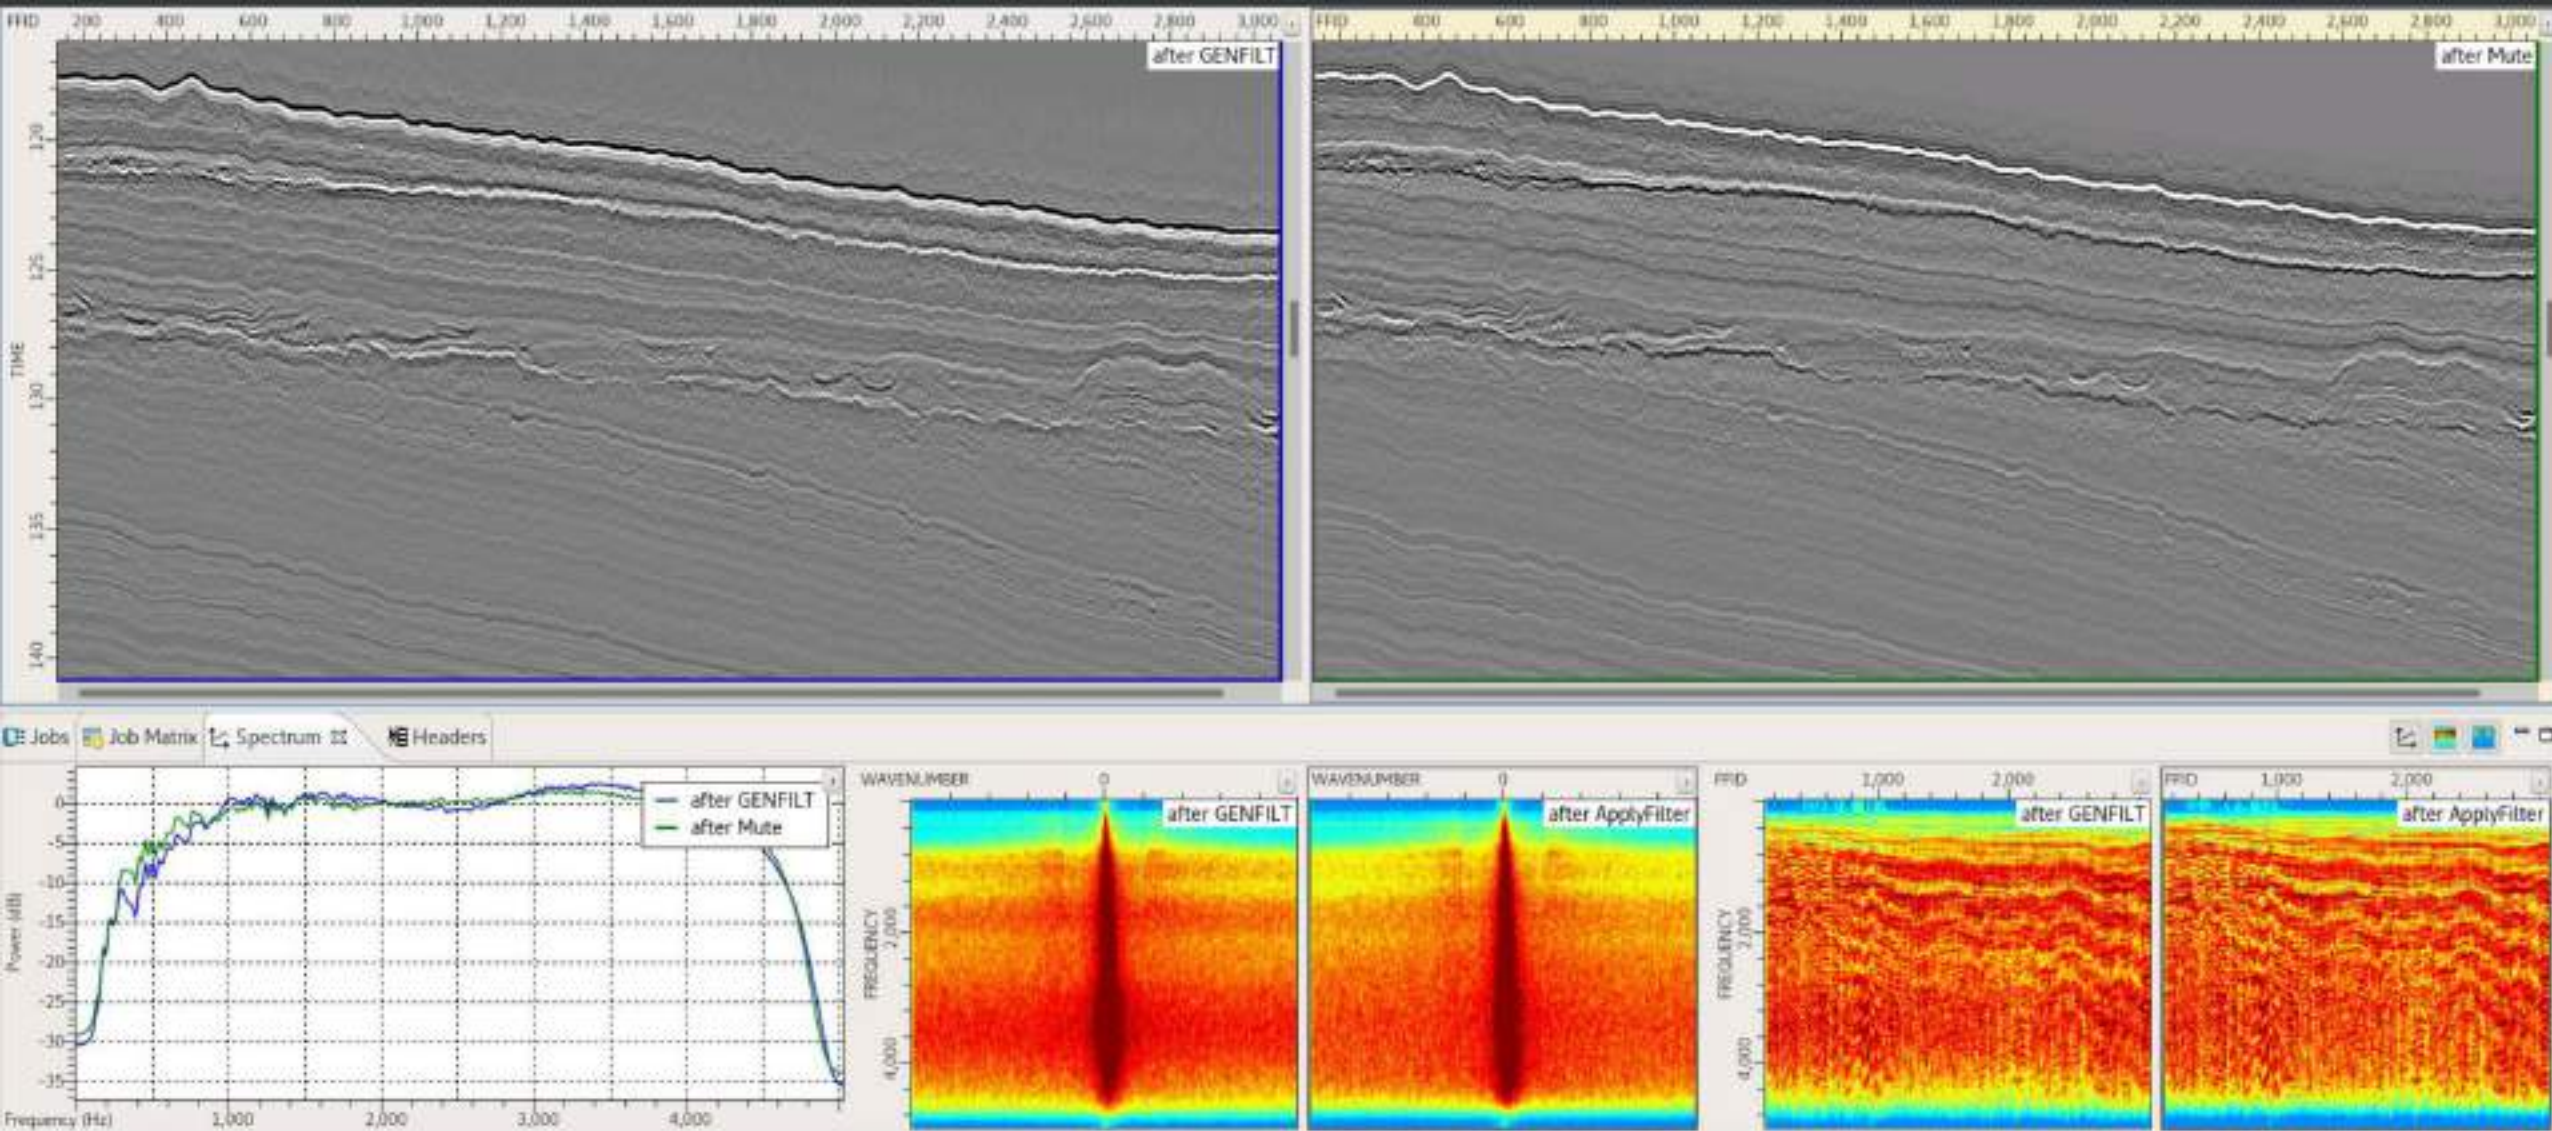 FFID 200 400 600 800 1,000 1,200 1,400 1,600 1,800 2,000 2,200 2,400 2,600 2,800 3,000
FFID 400 600 800 1,000 1,200 1,400 1,600 1,800 2,000 2,200 2,400 2,600 2,800 3,000
after GENFILT
after Mute
TIME
120
125
130
135
140
Jobs Job Matrix Spectrum Headers
Power (dB)
0
-5
-10
-15
-20
-25
-30
-35
after GENFILT
after Mute
Frequency (Hz) 1,000 2,000 3,000 4,000
WAVENUMBER 0
after GENFILT
FREQUENCY
2,000
4,000
WAVENUMBER 0
after ApplyFilter
FFID 1,000 2,000
after GENFILT
FREQUENCY
2,000
4,000
FFID 1,000 2,000
after ApplyFilter